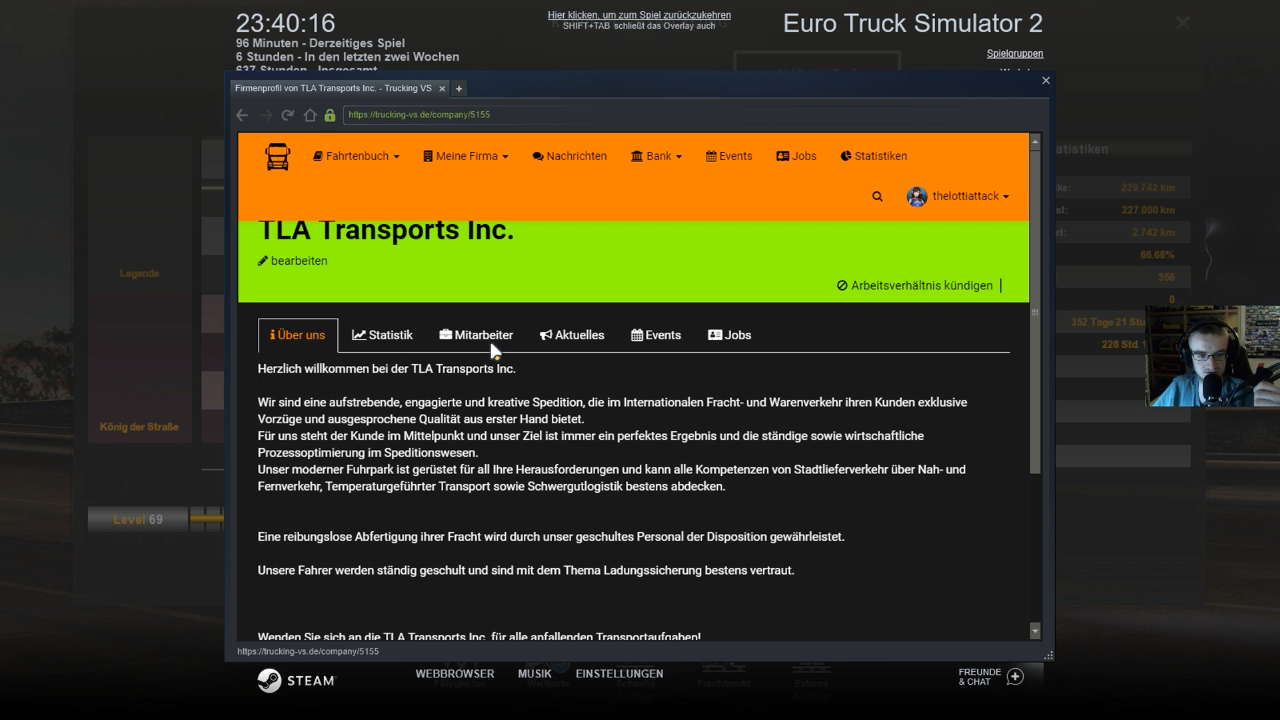 23:40:16
96 Minuten - Derzeitiges Spiel
6 Stunden - In den letzten zwei Wochen
637 Stunden - Insgesamt
Hier klicken, um zum Spiel zurückzukehren
SHIFT+TAB schließt das Overlay auch
Euro Truck Simulator 2
Spielgruppen
Firmenprofil von TLA Transports Inc. - Trucking VS
https://trucking-vs.de/company/5155
Fahrtenbuch
Meine Firma
Nachrichten
Bank
Events
Jobs
Statistiken
thelottiattack
TLA Transports Inc.
bearbeiten
Arbeitsverhältnis kündigen
Über uns
Statistik
Mitarbeiter
Aktuelles
Events
Jobs
Herzlich willkommen bei der TLA Transports Inc.
Wir sind eine aufstrebende, engagierte und kreative Spedition, die im Internationalen Fracht- und Warenverkehr ihren Kunden exklusive
Vorzüge und ausgesprochene Qualität aus erster Hand bietet.
Für uns steht der Kunde im Mittelpunkt und unser Ziel ist immer ein perfektes Ergebnis und die ständige sowie wirtschaftliche
Prozessoptimierung im Speditionswesen.
Unser moderner Fuhrpark ist gerüstet für all Ihre Herausforderungen und kann alle Kompetenzen von Stadtlieferverkehr über Nah- und
Fernverkehr, Temperaturgeführter Transport sowie Schwergutlogistik bestens abdecken.
Eine reibungslose Abfertigung ihrer Fracht wird durch unser geschultes Personal der Disposition gewährleistet.
Unsere Fahrer werden ständig geschult und sind mit dem Thema Ladungssicherung bestens vertraut.
Wenden Sie sich an die TLA Transports Inc. für alle anfallenden Transportaufgaben!
https://trucking-vs.de/company/5155
Legende
König der Straße
Level 69
229.742 km
227.000 km
2.742 km
66.68%
356
0
352 Tage 21 Stu
228 Std.
STEAM
WEBBROWSER
MUSIK
EINSTELLUNGEN
FREUNDE
& CHAT